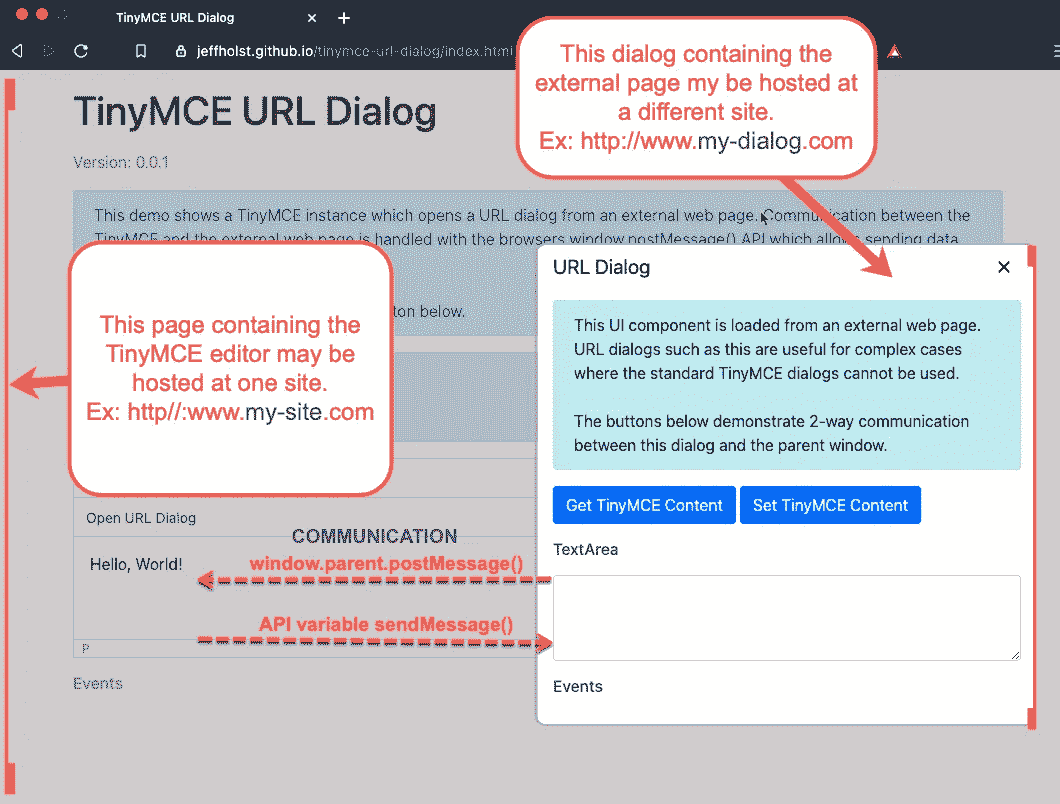 TinyMCE URL Dialog
jeffholst.github.io/tinymce-url-dialog/index.html
This dialog containing the
external page my be hosted at
a different site.
Ex: http://www.my-dialog.com
TinyMCE URL Dialog
Version: 0.0.1
This demo shows a TinyMCE instance which opens a URL dialog from an external web page. Communication between the
TinyMCE and the external web page is handled with the browsers window.postMessage() API which allows sending data
ton below.
This page containing the
TinyMCE editor may be
hosted at one site.
Ex: http//:www.my-site.com
URL Dialog
This UI component is loaded from an external web page.
URL dialogs such as this are useful for complex cases
where the standard TinyMCE dialogs cannot be used.
The buttons below demonstrate 2-way communication
between this dialog and the parent window.
Get TinyMCE Content Set TinyMCE Content
TextArea
Events
Open URL Dialog
Hello, World!
COMMUNICATION
window.parent.postMessage()
API variable sendMessage()
P
Events